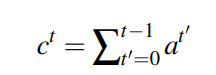 $c^t = \sum_{t'=0}^{t-1} a^{t'}$